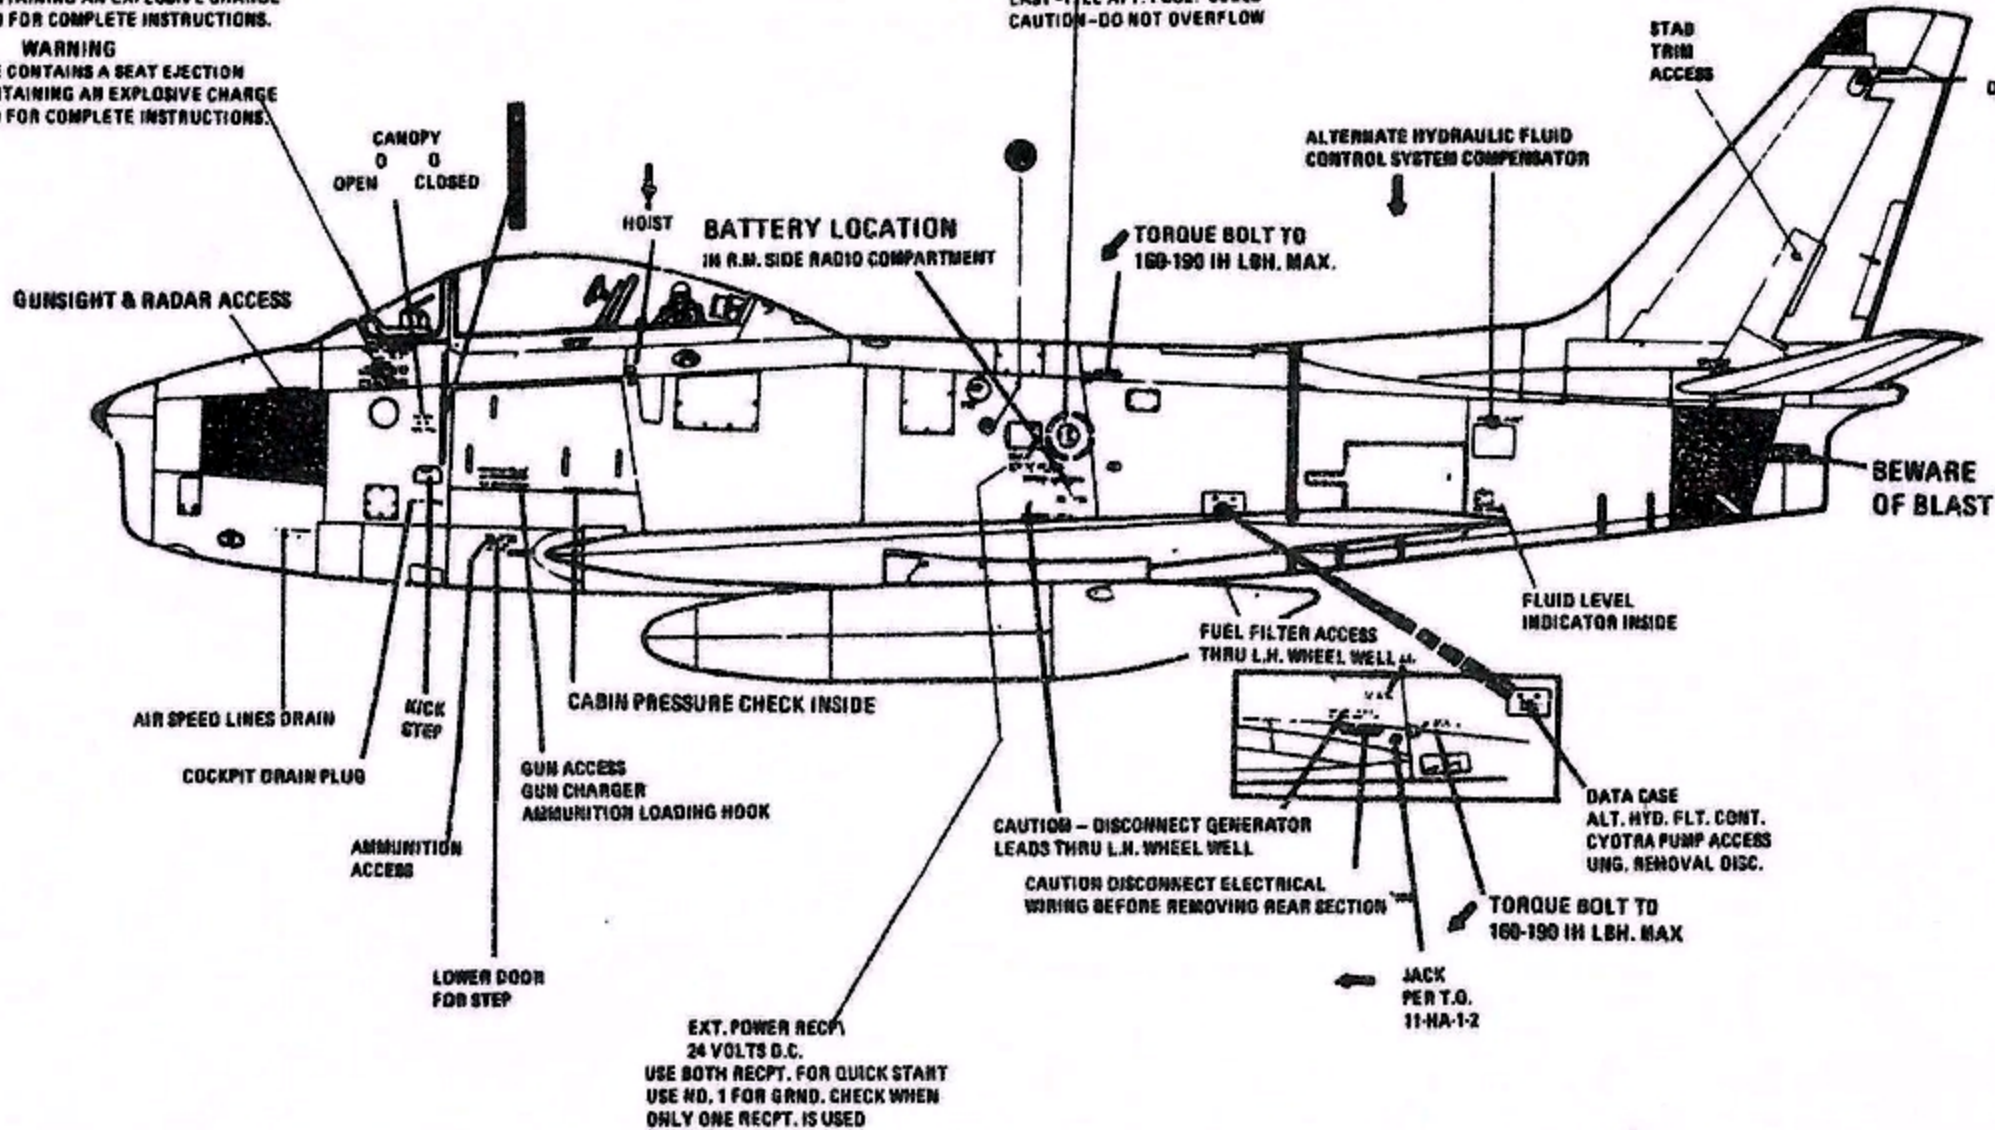 FOR COMPLETE INSTRUCTIONS.
WARNING
CONTAINS A SEAT EJECTION
TAINING AN EXPLOSIVE CHARGE
FOR COMPLETE INSTRUCTIONS.
CAUTION-DO NOT OVERFLOW
STAB
TRIM
ACCESS
CANOPY
O O
OPEN CLOSED
HOIST
BATTERY LOCATION
IN R.H. SIDE RADIO COMPARTMENT
TORQUE BOLT TO
160-190 IH LBH. MAX.
ALTERNATE HYDRAULIC FLUID
CONTROL SYSTEM COMPENSATOR
GUNSIGHT & RADAR ACCESS
BEWARE
OF BLAST
FLUID LEVEL
INDICATOR INSIDE
FUEL FILTER ACCESS
THRU L.H. WHEEL WELL
AIR SPEED LINES DRAIN
KICK
STEP
CABIN PRESSURE CHECK INSIDE
COCKPIT DRAIN PLUG
GUN ACCESS
GUN CHARGER
AMMUNITION LOADING HOOK
AMMUNITION
ACCESS
CAUTION - DISCONNECT GENERATOR
LEADS THRU L.H. WHEEL WELL
CAUTION DISCONNECT ELECTRICAL
WIRING BEFORE REMOVING REAR SECTION
DATA CASE
ALT. HYD. FLT. CONT.
CYOTRA PUMP ACCESS
UNG. REMOVAL DISC.
TORQUE BOLT TO
160-190 IH LBH. MAX
LOWER DOOR
FOR STEP
JACK
PER T.O.
11-HA-1-2
EXT. POWER RECP
24 VOLTS D.C.
USE BOTH RECPT. FOR QUICK START
USE NO. 1 FOR GRND. CHECK WHEN
ONLY ONE RECPT. IS USED